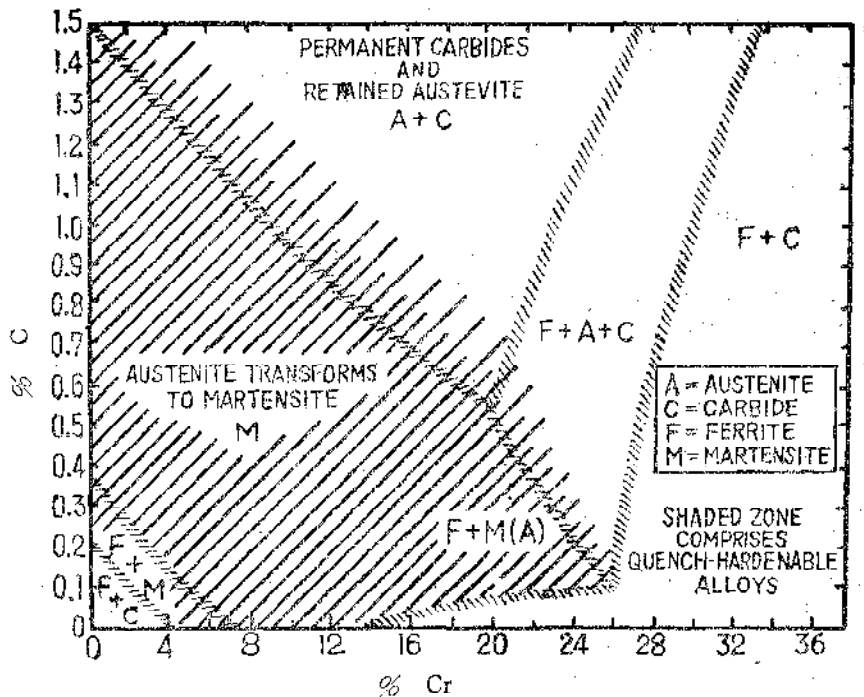 1.5
1.4
1.3
1.2
1.1
1.0
0.9
0.8
0.7
0.6
0.5
0.4
0.3
0.2
0.1
0
% C
PERMANENT CARBIDES
AND
RETAINED AUSTEVITE
A + C
F + C
F + A + C
AUSTENITE TRANSFORMS
TO MARTENSITE
M
A = AUSTENITE
C = CARBIDE
F = FERRITE
M = MARTENSITE
F + M(A)
SHADED ZONE
COMPRISES
QUENCH-HARDENABLE
ALLOYS
F + M
F + C
0 4 8 12 16 20 24 28 32 36
% Cr